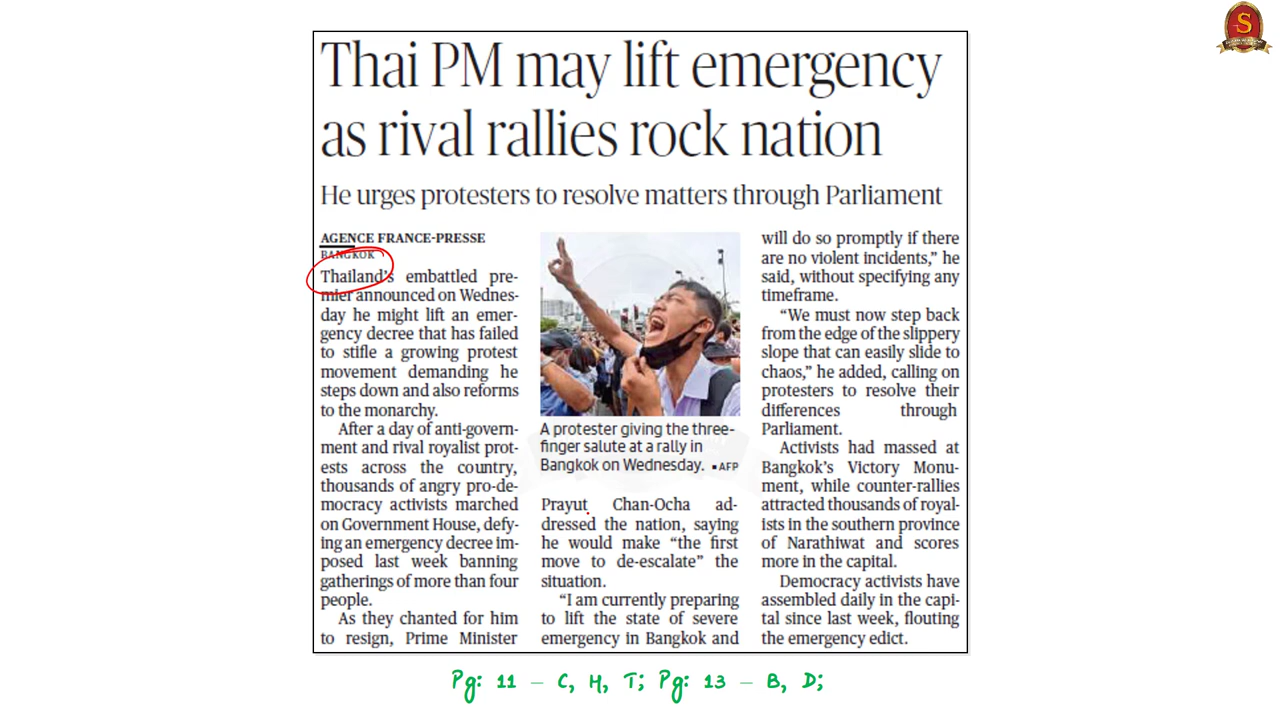 Thai PM may lift emergency
as rival rallies rock nation
He urges protesters to resolve matters through Parliament
AGENCE FRANCE-PRESSE
BANGKOK
Thailand's embattled pre-
mier announced on Wednes-
day he might lift an emer-
gency decree that has failed
to stifle a growing protest
movement demanding he
steps down and also reforms
to the monarchy.
After a day of anti-govern-
ment and rival royalist prot-
ests across the country,
thousands of angry pro-de-
mocracy activists marched
on Government House, defy-
ing an emergency decree im-
posed last week banning
gatherings of more than four
people.
As they chanted for him
to resign, Prime Minister
A protester giving the three-
finger salute at a rally in
Bangkok on Wednesday. ▪ AFP
Prayut Chan-Ocha ad-
dressed the nation, saying
he would make “the first
move to de-escalate” the
situation.
“I am currently preparing
to lift the state of severe
emergency in Bangkok and
will do so promptly if there
are no violent incidents,” he
said, without specifying any
timeframe.
“We must now step back
from the edge of the slippery
slope that can easily slide to
chaos,” he added, calling on
protesters to resolve their
differences through
Parliament.
Activists had massed at
Bangkok's Victory Monu-
ment, while counter-rallies
attracted thousands of royal-
ists in the southern province
of Narathiwat and scores
more in the capital.
Democracy activists have
assembled daily in the capi-
tal since last week, flouting
the emergency edict.
Pg: 11 – C, H, T; Pg: 13 – B, D;
S